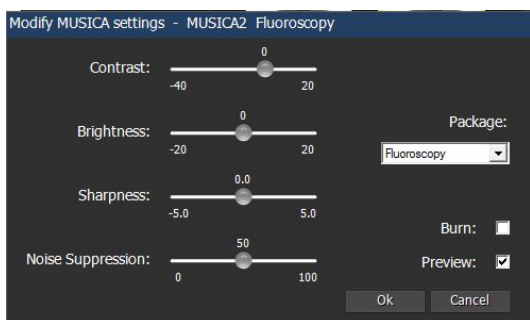 Modify MUSICA settings - MUSICA2 Fluoroscopy
0
Contrast:
-40 20
0
Brightness:
-20 20
Package:
Fluoroscopy
0.0
Sharpness:
-5.0 5.0
Burn:
50
Noise Suppression:
0 100
Preview:
Ok Cancel